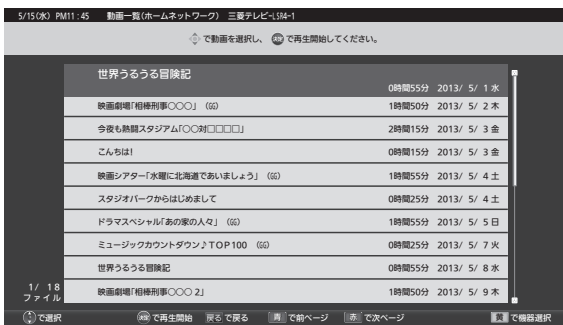 5/15(水) PM11:45 動画一覧(ホームネットワーク) 三菱テレビ-LSR4-1
で動画を選択し、 決定 で再生開始してください。
世界うるうる冒険記
0時間55分 2013/ 5/ 1 水
映画劇場「相棒刑事○○○」 (GG) 1時間50分 2013/ 5/ 2 木
今夜も熱闘スタジアム「○○対□□□□」 2時間15分 2013/ 5/ 3 金
こんちは! 0時間15分 2013/ 5/ 3 金
映画シアター「水曜に北海道であいましょう」 (GG) 1時間55分 2013/ 5/ 4 土
スタジオパークからはじめまして 0時間25分 2013/ 5/ 4 土
ドラマスペシャル「あの家の人々」 (GG) 1時間55分 2013/ 5/ 5 日
ミュージックカウントダウン♪TOP100 (GG) 0時間25分 2013/ 5/ 7 火
世界うるうる冒険記 0時間55分 2013/ 5/ 8 水
映画劇場「相棒刑事○○○ 2」 1時間50分 2013/ 5/ 9 木
1/ 18
ファイル
で選択 決定 で再生開始 戻る で戻る 青 で前ページ 赤 で次ページ 黄 で機器選択